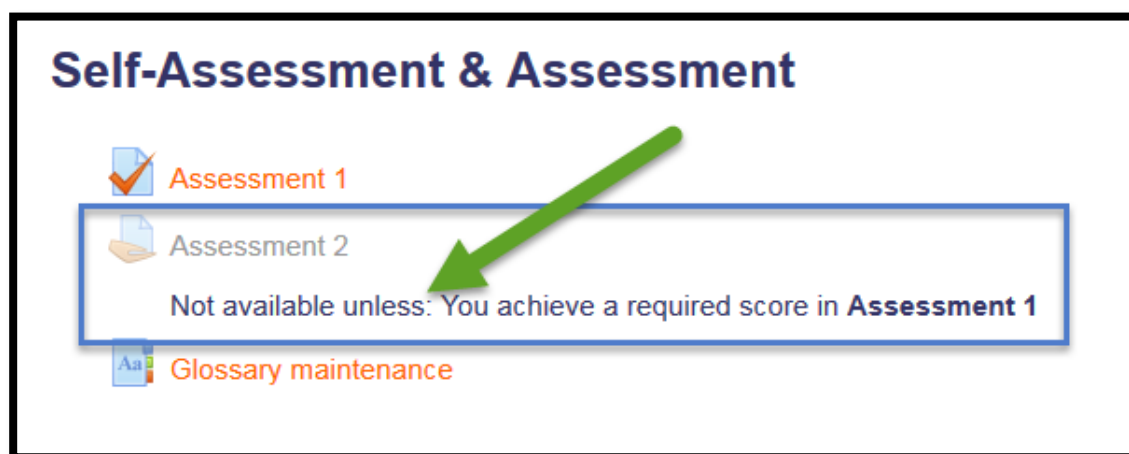 Self-Assessment & Assessment
Assessment 1
Assessment 2
Not available unless: You achieve a required score in Assessment 1
Aa
Glossary maintenance